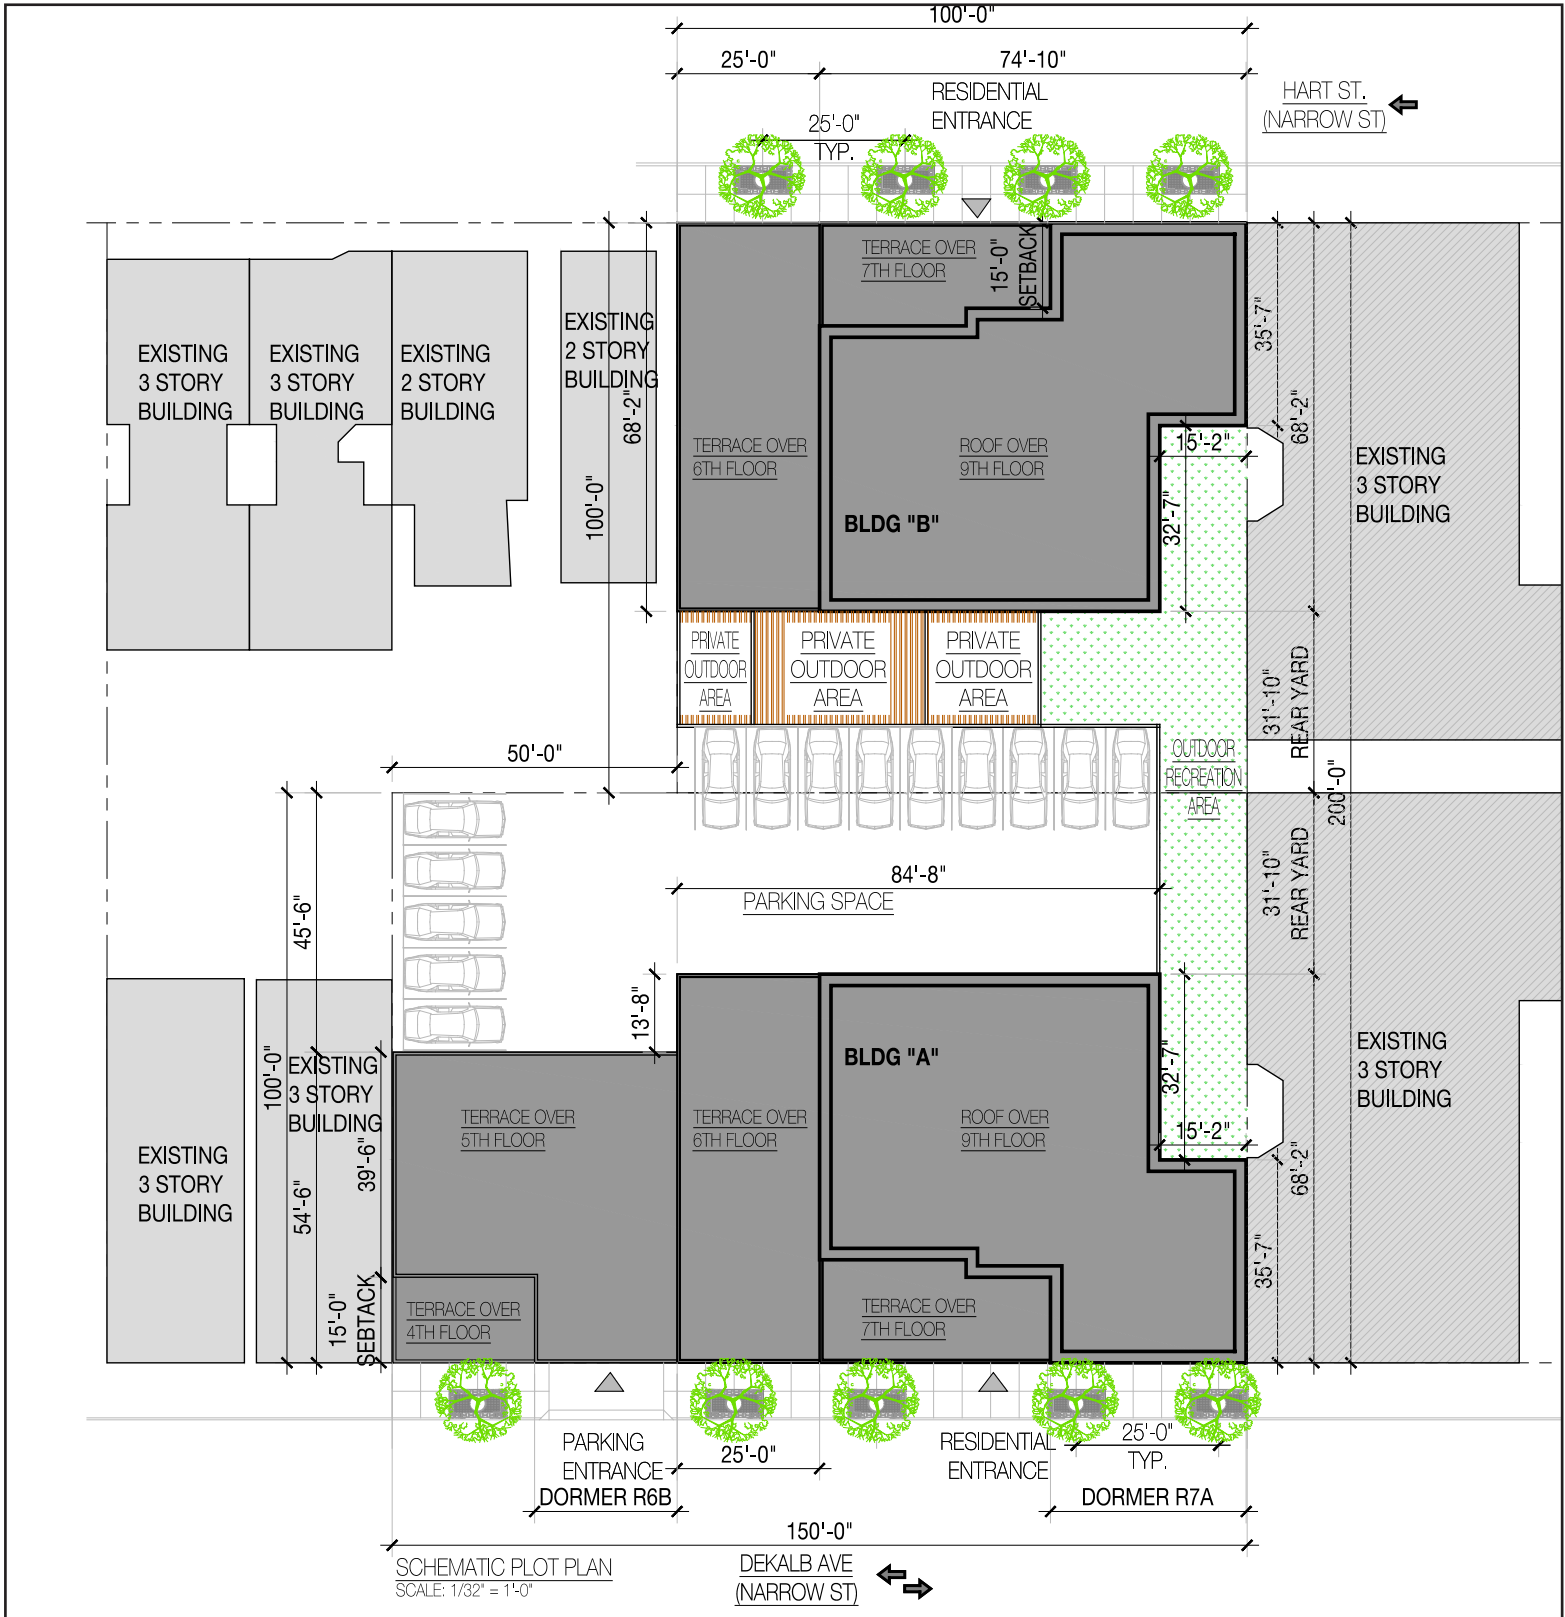 100'-0"
25'-0"
74'-10"
RESIDENTIAL
ENTRANCE
HART ST.
(NARROW ST)
25'-0"
TYP.
TERRACE OVER
7TH FLOOR
15'-0"
SETBACK
35'-7"
EXISTING
3 STORY
BUILDING
EXISTING
3 STORY
BUILDING
EXISTING
2 STORY
BUILDING
EXISTING
2 STORY
BUILDING
68'-2"
100'-0"
TERRACE OVER
6TH FLOOR
ROOF OVER
9TH FLOOR
BLDG "B"
15'-2"
32'-7"
68'-2"
EXISTING
3 STORY
BUILDING
PRIVATE
OUTDOOR
AREA
PRIVATE
OUTDOOR
AREA
PRIVATE
OUTDOOR
AREA
31'-10"
REAR YARD
50'-0"
OUTDOOR
RECREATION
AREA
200'-0"
84'-8"
PARKING SPACE
31'-10"
REAR YARD
45'-6"
13'-8"
100'-0"
EXISTING
3 STORY
BUILDING
BLDG "A"
32'-7"
EXISTING
3 STORY
BUILDING
TERRACE OVER
5TH FLOOR
TERRACE OVER
6TH FLOOR
ROOF OVER
9TH FLOOR
15'-2"
EXISTING
3 STORY
BUILDING
39'-6"
54'-6"
68'-2"
35'-7"
15'-0"
SEBTACK
TERRACE OVER
4TH FLOOR
TERRACE OVER
7TH FLOOR
PARKING
ENTRANCE
25'-0"
RESIDENTIAL
ENTRANCE
25'-0"
TYP.
DORMER R6B
DORMER R7A
150'-0"
SCHEMATIC PLOT PLAN
SCALE: 1/32" = 1'-0"
DEKALB AVE
(NARROW ST)